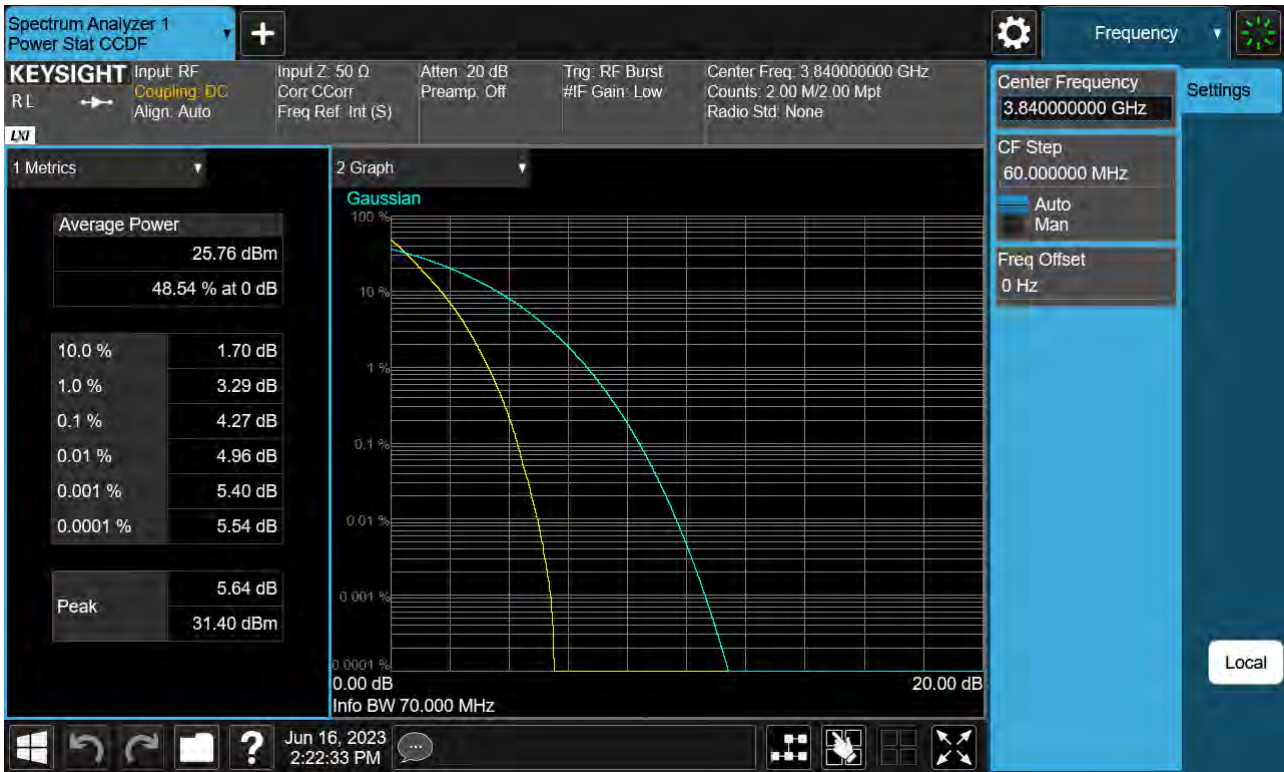 Spectrum Analyzer 1
Power Stat CCDF
+
Frequency
KEYSIGHT
RL
LXI
Input: RF
Coupling: DC
Align: Auto
Input Z: 50 Ω
Corr CCorr
Freq Ref: Int (S)
Atten: 20 dB
Preamp: Off
Trig: RF Burst
#IF Gain: Low
Center Freq: 3.840000000 GHz
Counts: 2.00 M/2.00 Mpt
Radio Std: None
Center Frequency
3.840000000 GHz
Settings
CF Step
60.000000 MHz
Auto
Man
Freq Offset
0 Hz
1 Metrics
Average Power
25.76 dBm
48.54 % at 0 dB
10.0 % 1.70 dB
1.0 % 3.29 dB
0.1 % 4.27 dB
0.01 % 4.96 dB
0.001 % 5.40 dB
0.0001 % 5.54 dB
Peak
5.64 dB
31.40 dBm
2 Graph
Gaussian
100 %
10 %
1 %
0.1 %
0.01 %
0.001 %
0.0001 %
0.00 dB 20.00 dB
Info BW 70.000 MHz
Local
?
Jun 16, 2023
2:22:33 PM